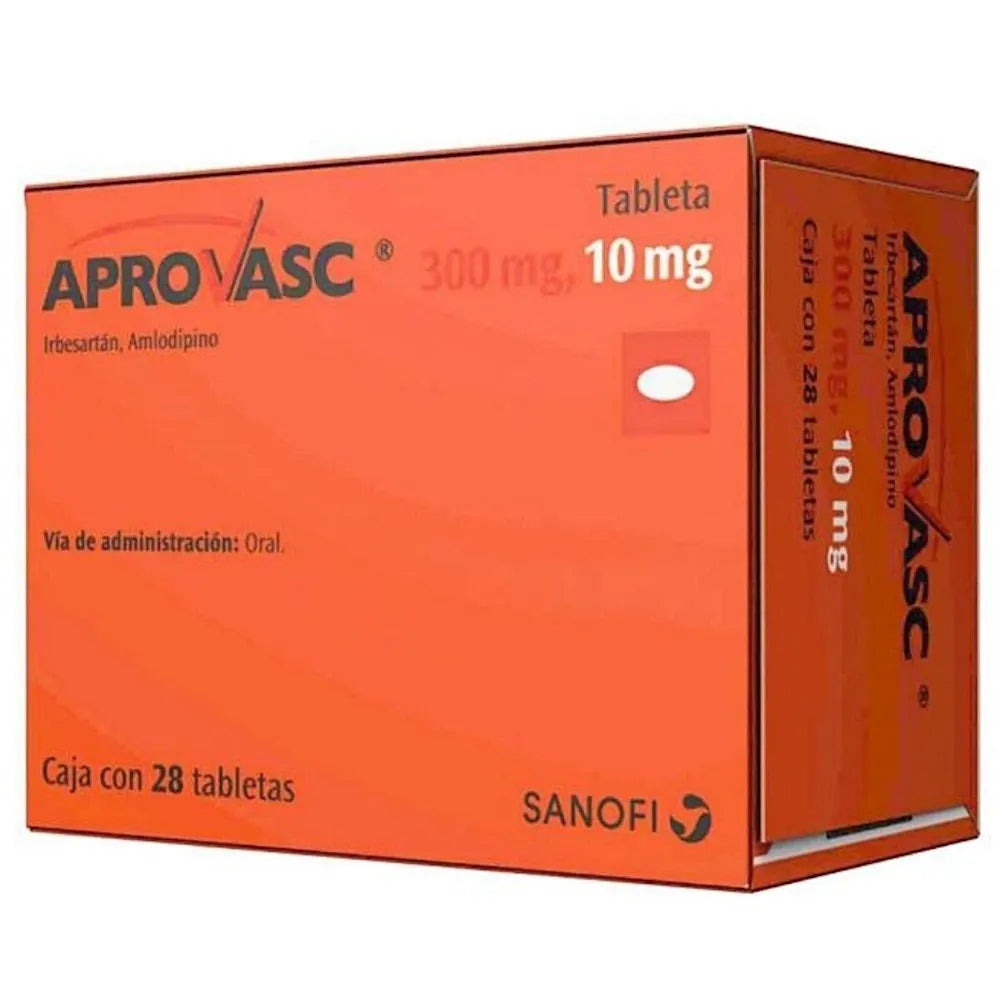 APROVASC ®
Irbesartán, Amlodipino
Tableta
300 mg, 10 mg
Vía de administración: Oral.
Caja con 28 tabletas
SANOFI
APROVASC ®
Irbesartán, Amlodipino
Tableta
300 mg, 10 mg
Caja con 28 tabletas